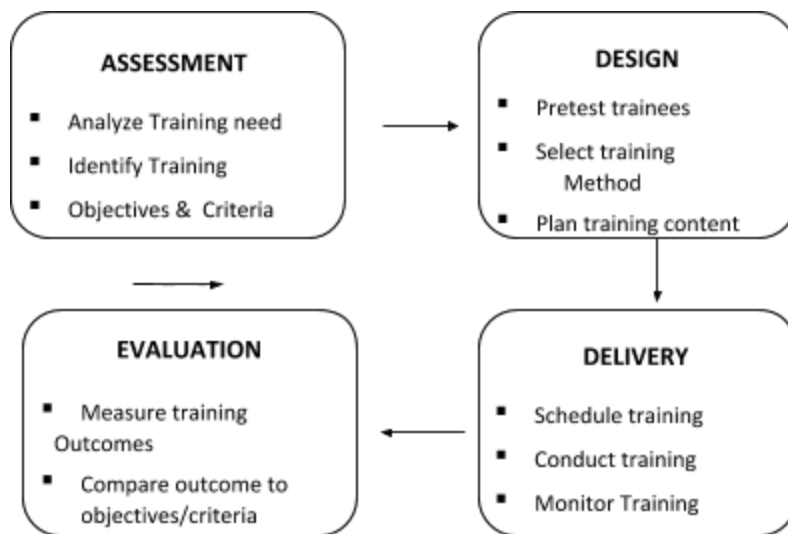 ASSESSMENT
▪ Analyze Training need
▪ Identify Training
▪ Objectives & Criteria
DESIGN
▪ Pretest trainees
▪ Select training
Method
▪ Plan training content
EVALUATION
▪ Measure training
Outcomes
▪ Compare outcome to
objectives/criteria
DELIVERY
▪ Schedule training
▪ Conduct training
▪ Monitor Training